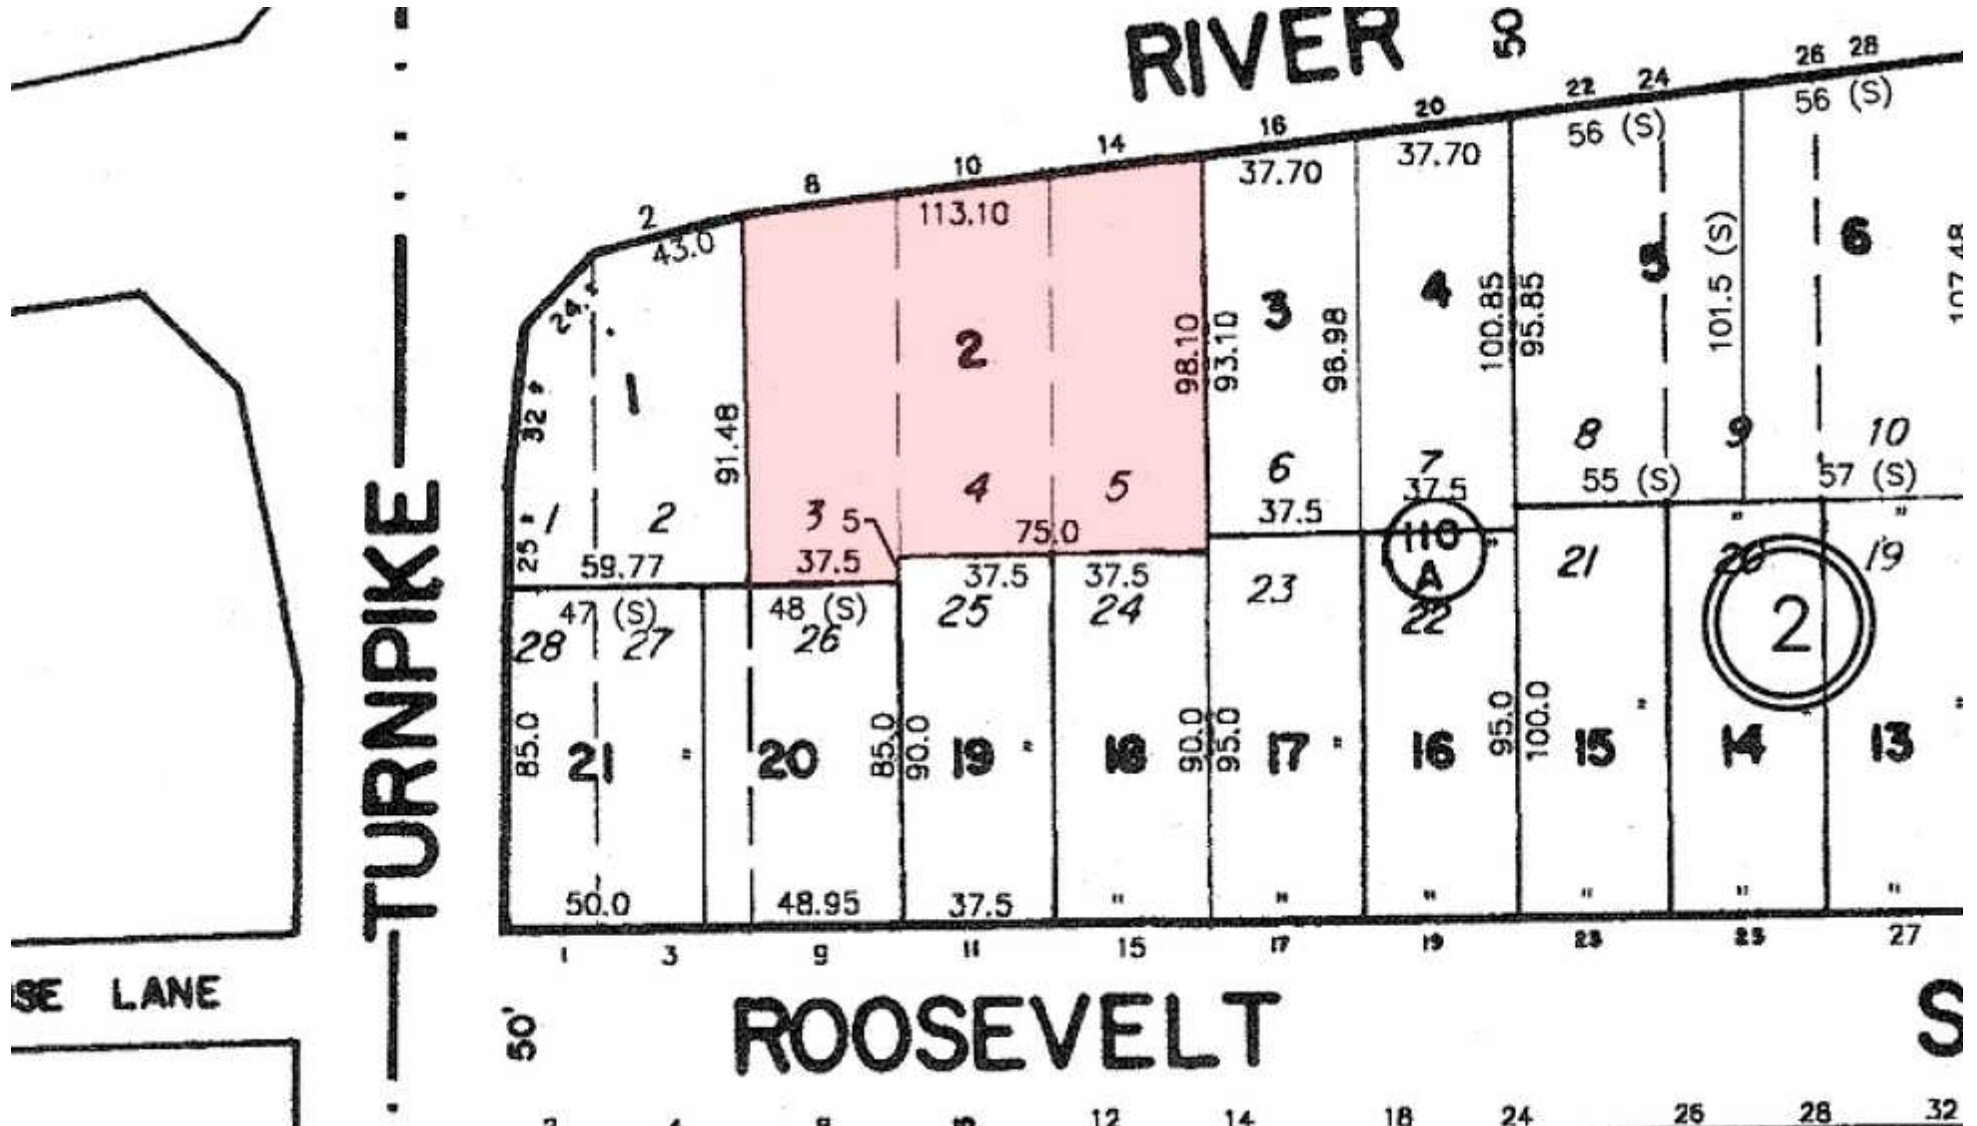 RIVER 50
2 8 10 14 16 20 22 24 26 28
43.0 113.10 37.70 37.70 56 (S) 56 (S)
24.
1 2 3 4 5 6
32 91.48 98.10 93.10 98.98 100.85 95.85 101.5 (S) 107.48
25 1 2 3 4 5 6 7 8 9 10
59.77 37.5 5 75.0 37.5 37.5 55 (S) 57 (S)
110
A
47 (S) 48 (S) 37.5 37.5
28 27 26 25 24 23 22 21 20 19
2
TURNPIKE
85.0 85.0 90.0 90.0 95.0 95.0 100.0
21 " 20 19 " 18 17 " 16 15 " 14 " 13 "
50.0 48.95 37.5 " " " " " "
1 3 9 11 15 17 19 23 25 27
SE LANE
50' ROOSEVELT S
12 14 18 24 26 28 32